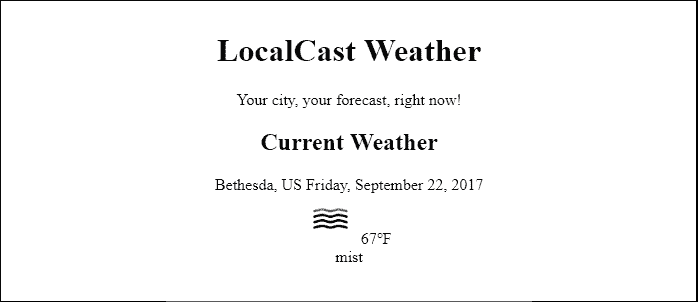 LocalCast Weather
Your city, your forecast, right now!
Current Weather
Bethesda, US Friday, September 22, 2017
67°F
mist